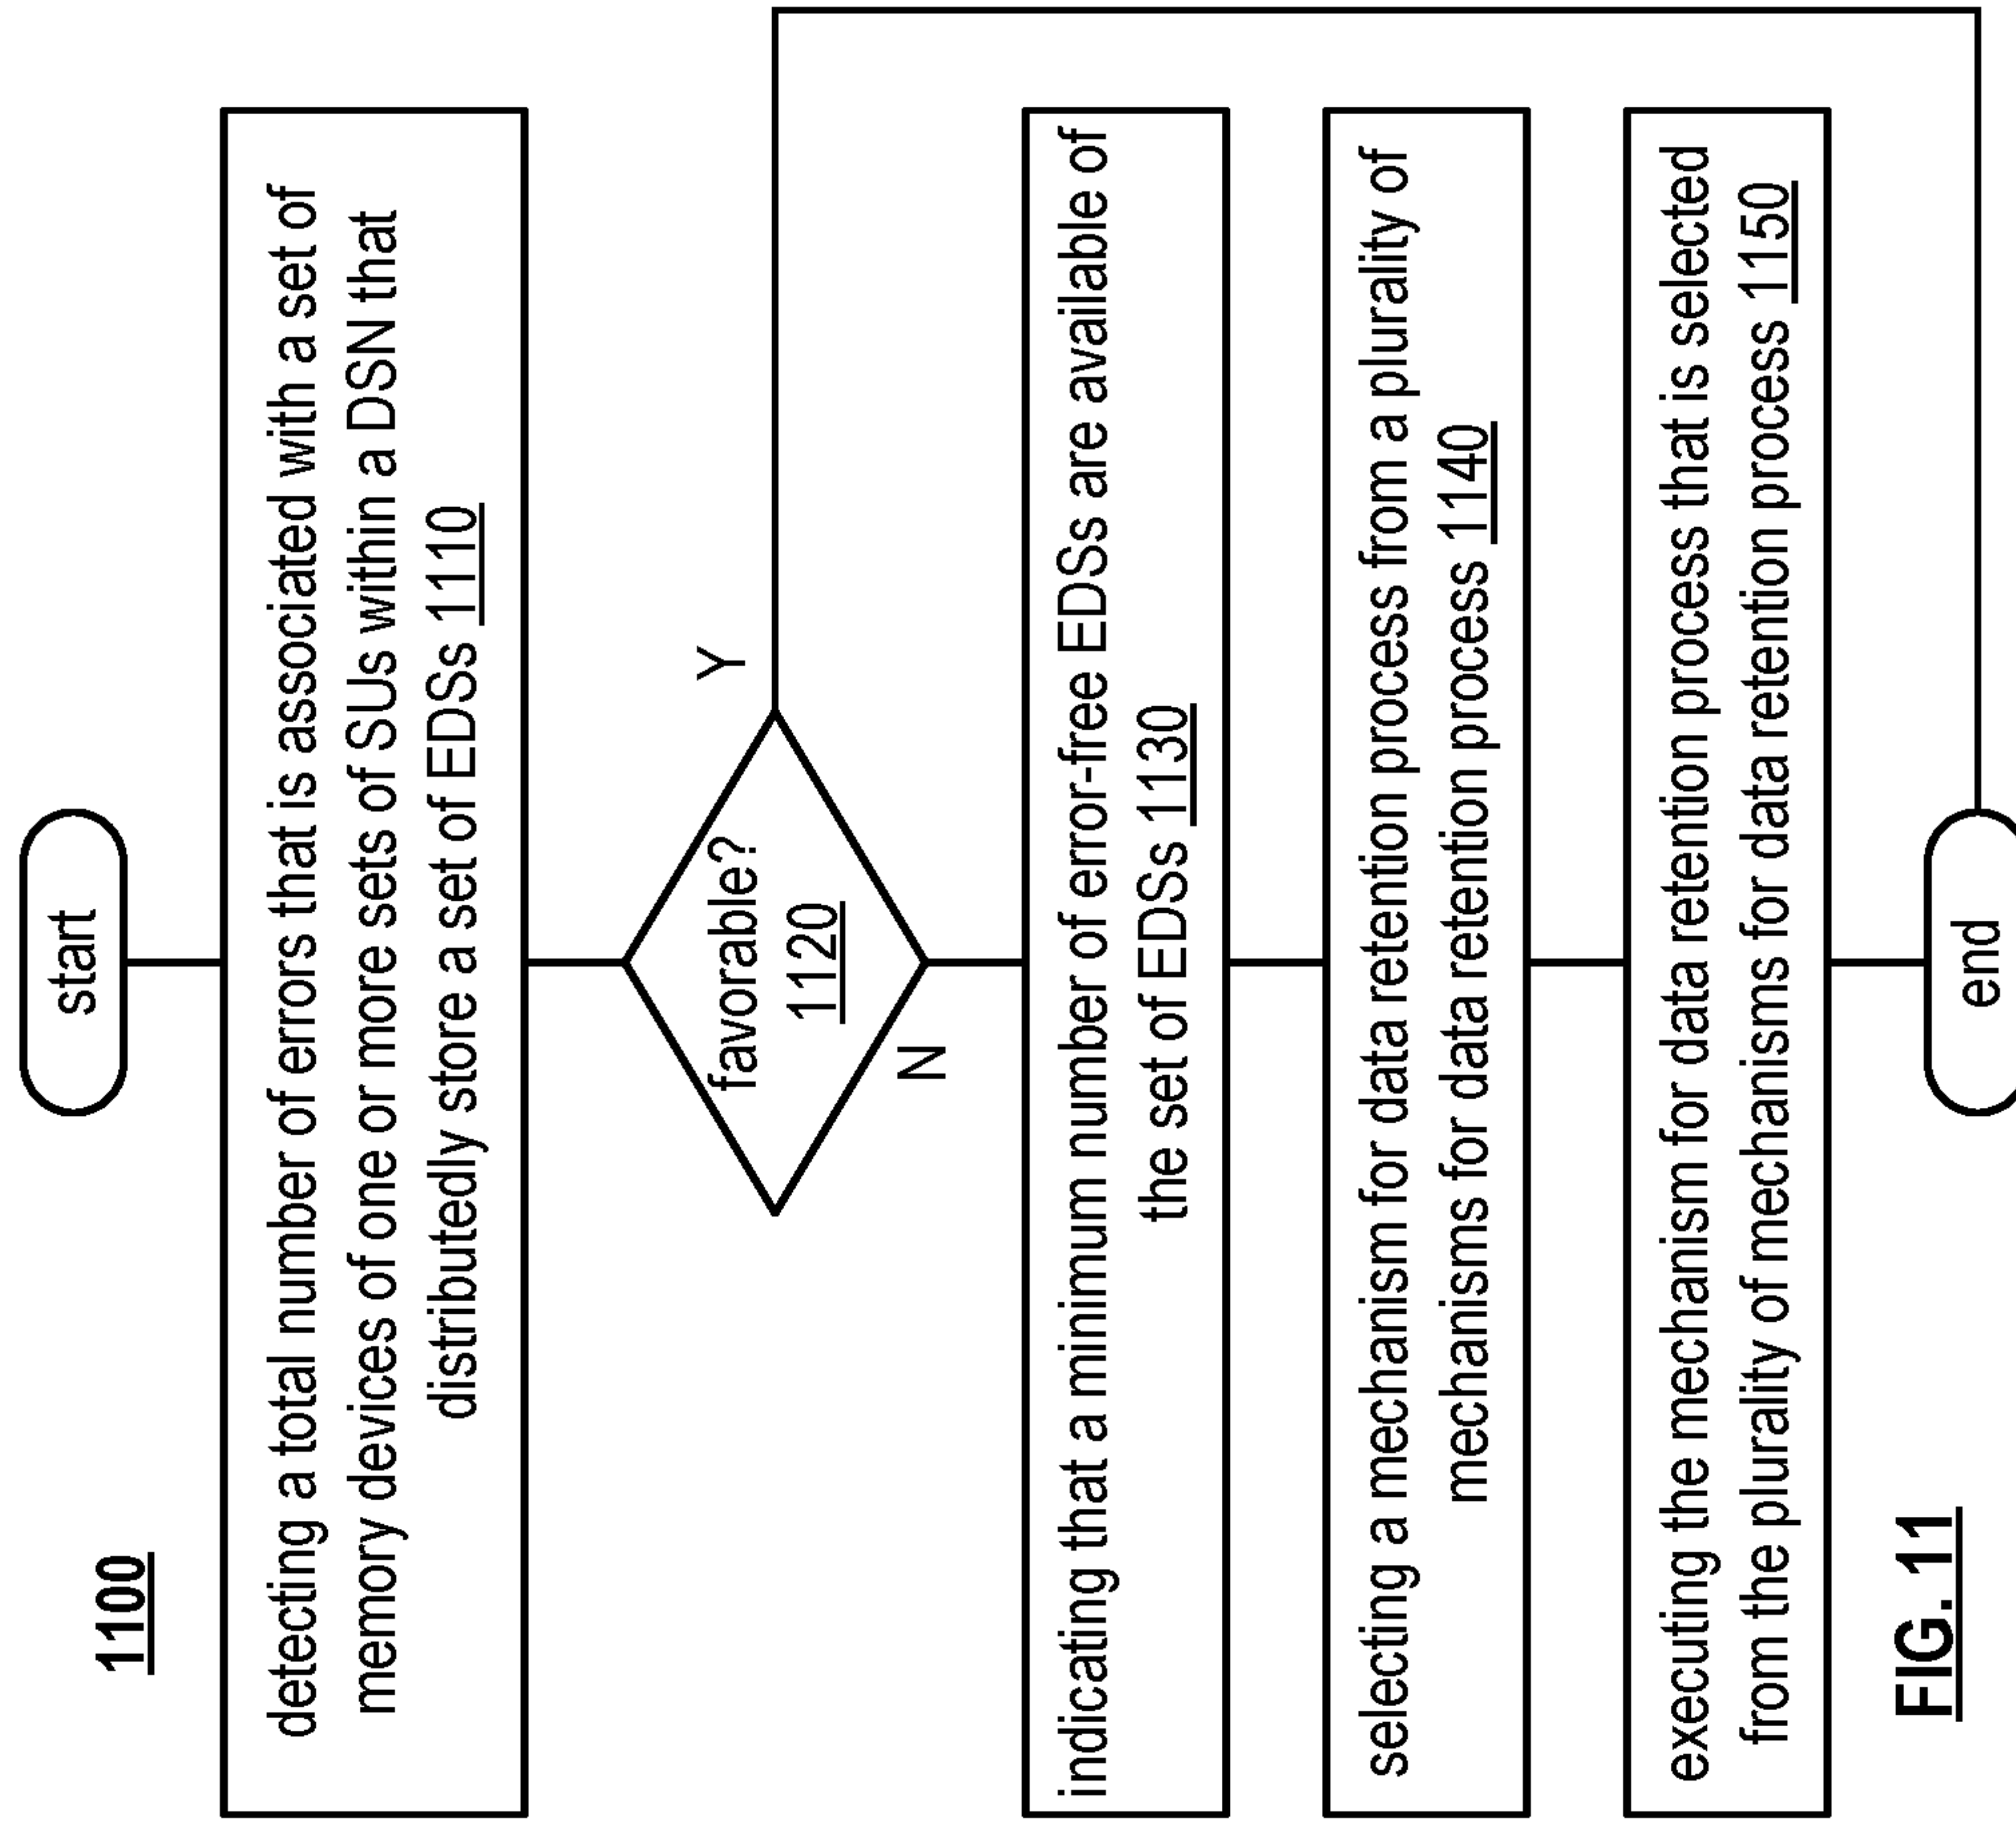 1100
start
detecting a total number of errors that is associated with a set of
memory devices of one or more sets of SUs within a DSN that
distributedly store a set of EDSs 1110
favorable?
1120
Y
N
indicating that a minimum number of error-free EDSs are available of
the set of EDSs 1130
selecting a mechanism for data retention process from a plurality of
mechanisms for data retention process 1140
executing the mechanism for data retention process that is selected
from the plurality of mechanisms for data retention process 1150
end
FIG. 11